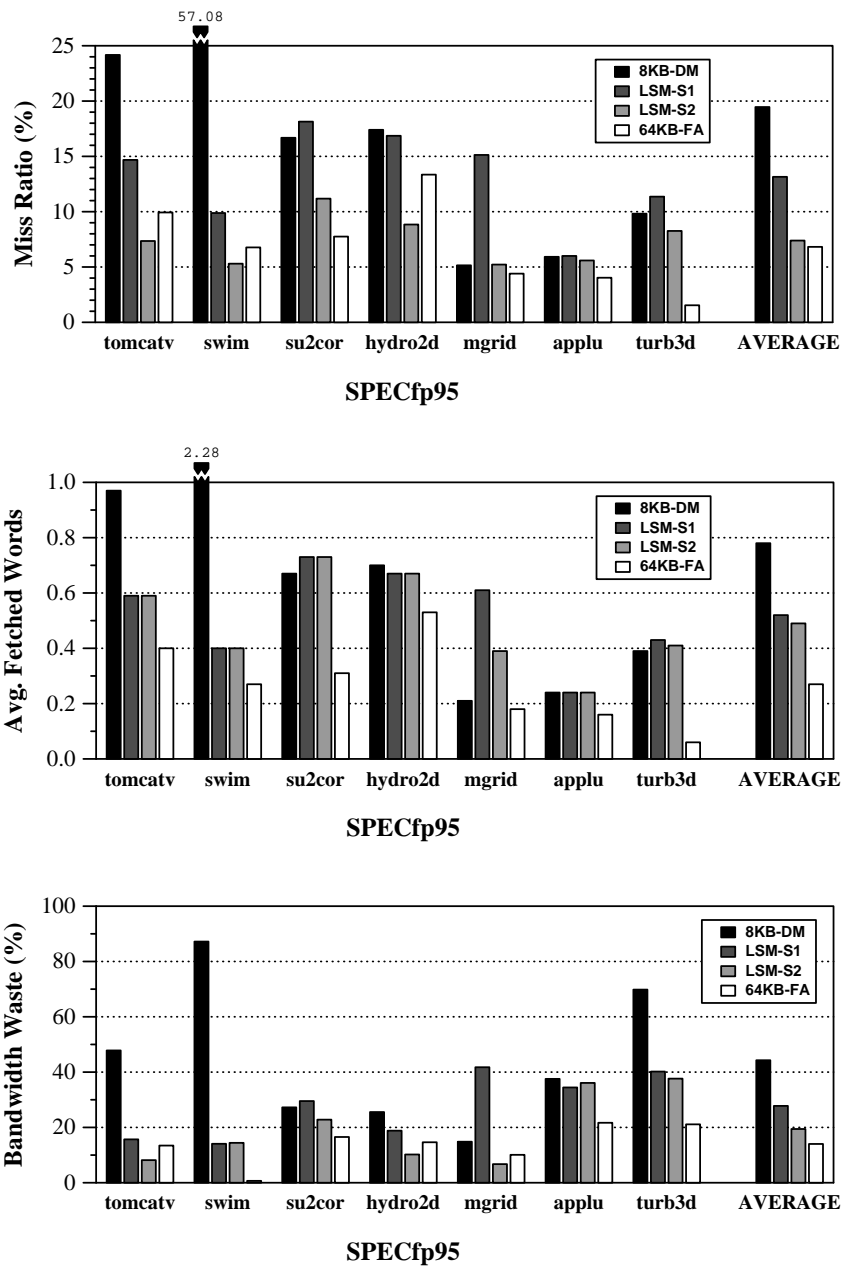 57.08
25
20
15
10
5
0
Miss Ratio (%)
8KB-DM
LSM-S1
LSM-S2
64KB-FA
tomcatv swim su2cor hydro2d mgrid applu turb3d AVERAGE
SPECfp95
2.28
1.0
0.8
0.6
0.4
0.2
0.0
Avg. Fetched Words
8KB-DM
LSM-S1
LSM-S2
64KB-FA
tomcatv swim su2cor hydro2d mgrid applu turb3d AVERAGE
SPECfp95
100
80
60
40
20
0
Bandwidth Waste (%)
8KB-DM
LSM-S1
LSM-S2
64KB-FA
tomcatv swim su2cor hydro2d mgrid applu turb3d AVERAGE
SPECfp95